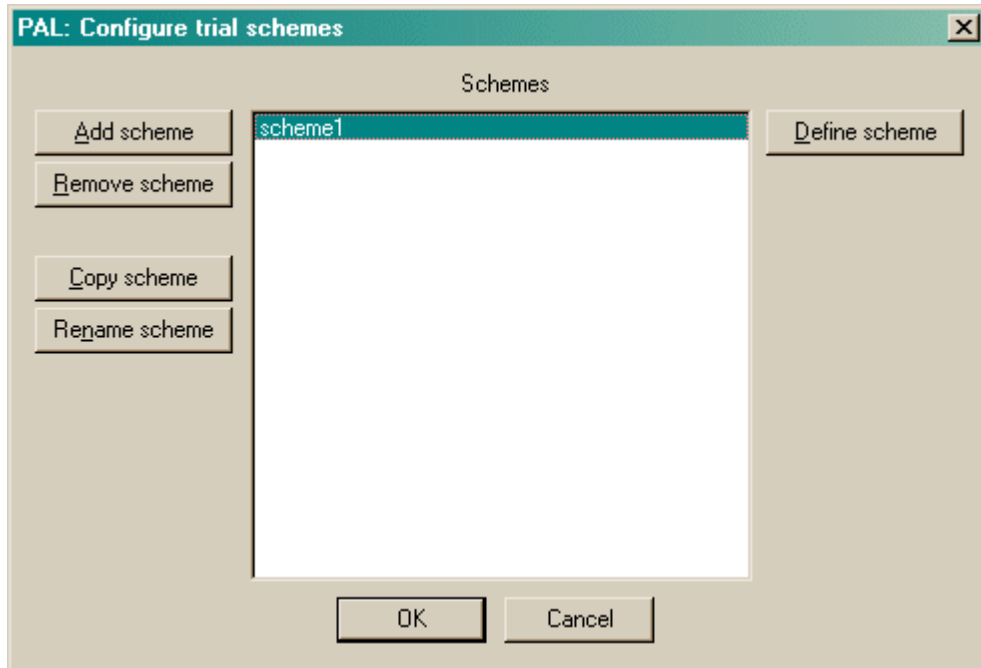 PAL: Configure trial schemes
Schemes
Add scheme
scheme1
Define scheme
Remove scheme
Copy scheme
Rename scheme
OK
Cancel